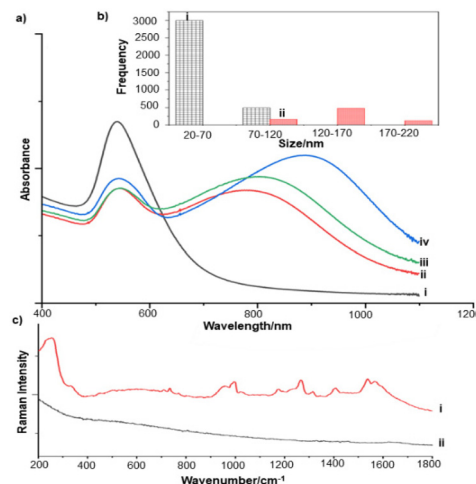 a)
b)
i
ii
Frequency
3000
2500
2000
1500
1000
500
0
20-70
70-120
120-170
170-220
Size/nm
Absorbance
iv
iii
ii
i
400
600
800
1000
1200
Wavelength/nm
c)
Raman Intensity
i
ii
200
400
600
800
1000
1200
1400
1600
1800
Wavenumber/cm-1